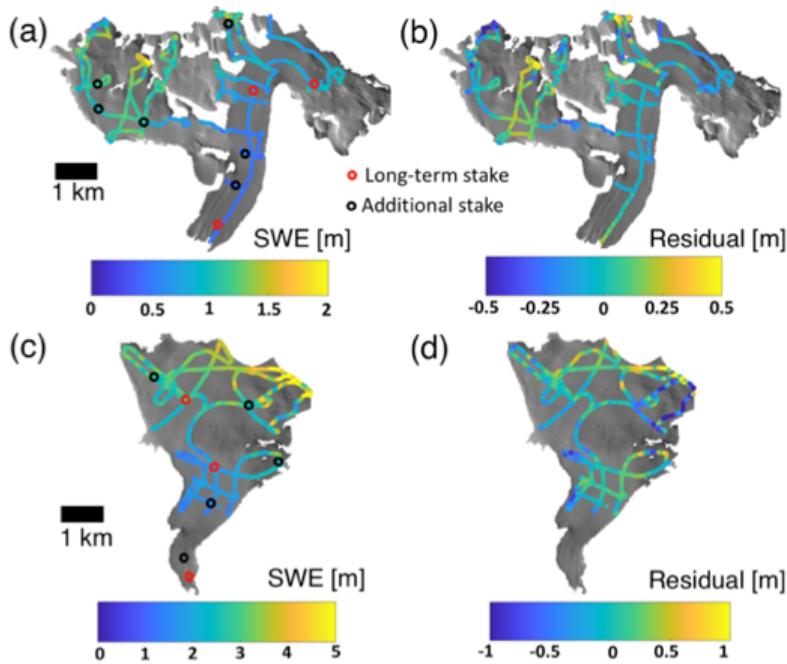 (a)
(b)
1 km
Long-term stake
Additional stake
SWE [m]
Residual [m]
0 0.5 1 1.5 2
-0.5 -0.25 0 0.25 0.5
(c)
(d)
1 km
SWE [m]
Residual [m]
0 1 2 3 4 5
-1 -0.5 0 0.5 1